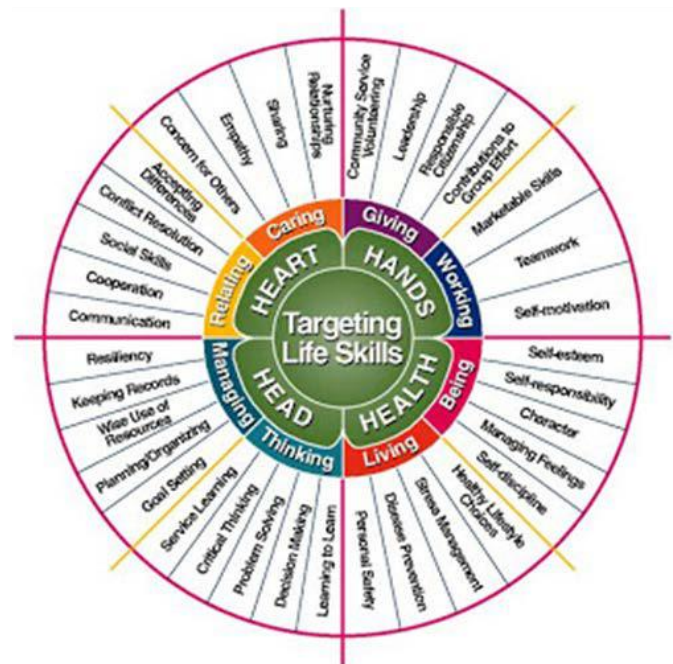 Targeting
Life Skills
HEART
HANDS
HEALTH
HEAD
Caring
Giving
Working
Being
Living
Thinking
Managing
Relating
Community Service
Volunteering
Leadership
Responsible
Citizenship
Contributions to
Group Effort
Marketable Skills
Teamwork
Self-motivation
Self-esteem
Self-responsibility
Character
Managing Feelings
Self-discipline
Healthy Lifestyle
Choices
Stress Management
Disease Prevention
Personal Safety
Learning to Learn
Decision Making
Problem Solving
Critical Thinking
Service Learning
Goal Setting
Planning/Organizing
Wise Use of
Resources
Keeping Records
Resiliency
Communication
Cooperation
Social Skills
Conflict Resolution
Accepting
Differences
Concern for Others
Empathy
Sharing
Nurturing
Relationships